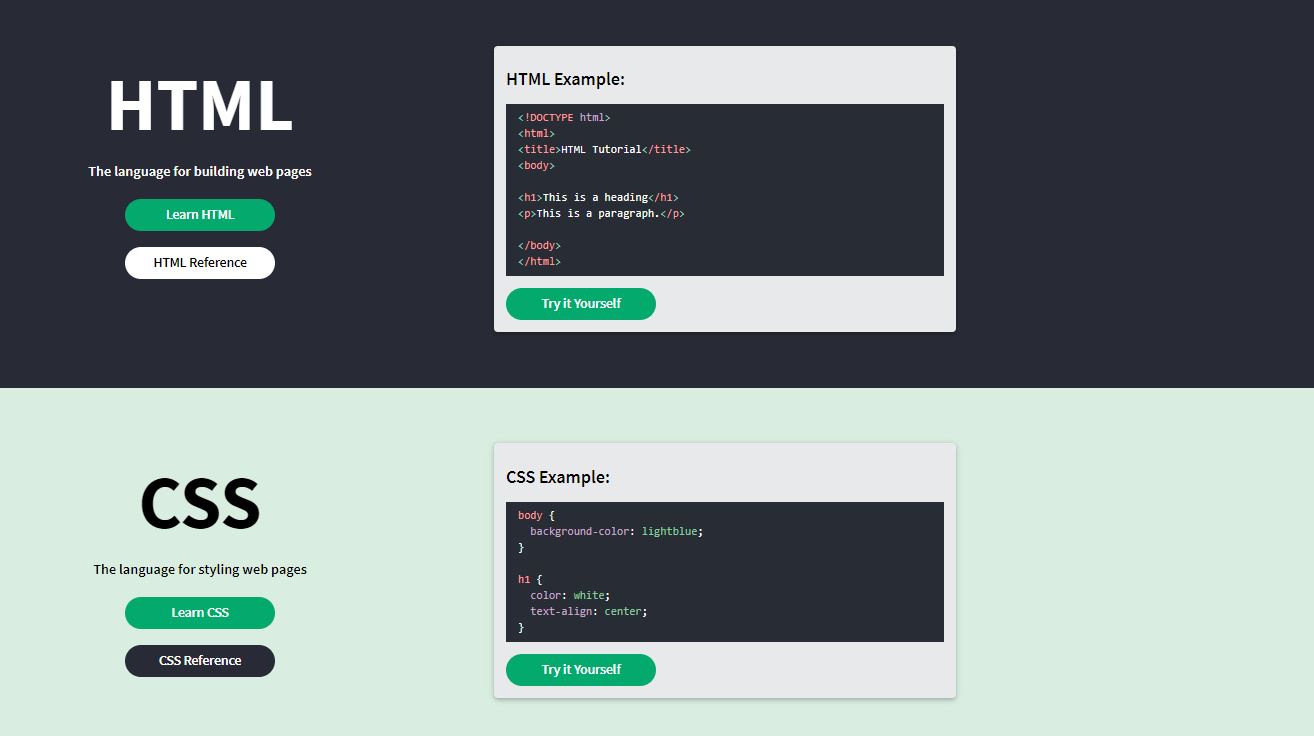 HTML
The language for building web pages
Learn HTML
HTML Reference
HTML Example:
<!DOCTYPE html>
<html>
<title>HTML Tutorial</title>
<body>
<h1>This is a heading</h1>
<p>This is a paragraph.</p>
</body>
</html>
Try it Yourself
CSS
The language for styling web pages
Learn CSS
CSS Reference
CSS Example:
body {
  background-color: lightblue;
}
h1 {
  color: white;
  text-align: center;
}
Try it Yourself